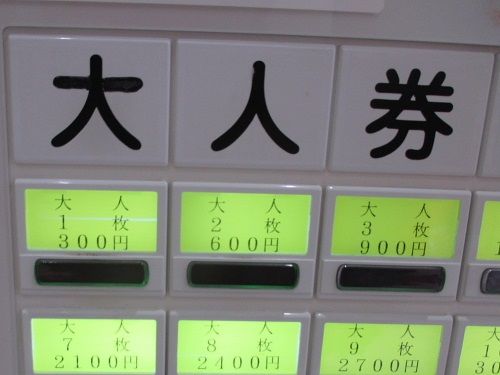 大人券
大人 大人 大人
1枚 2枚 3枚
300円 600円 900円
大人 大人 大人
7枚 8枚 9枚
2100円 2400円 2700円